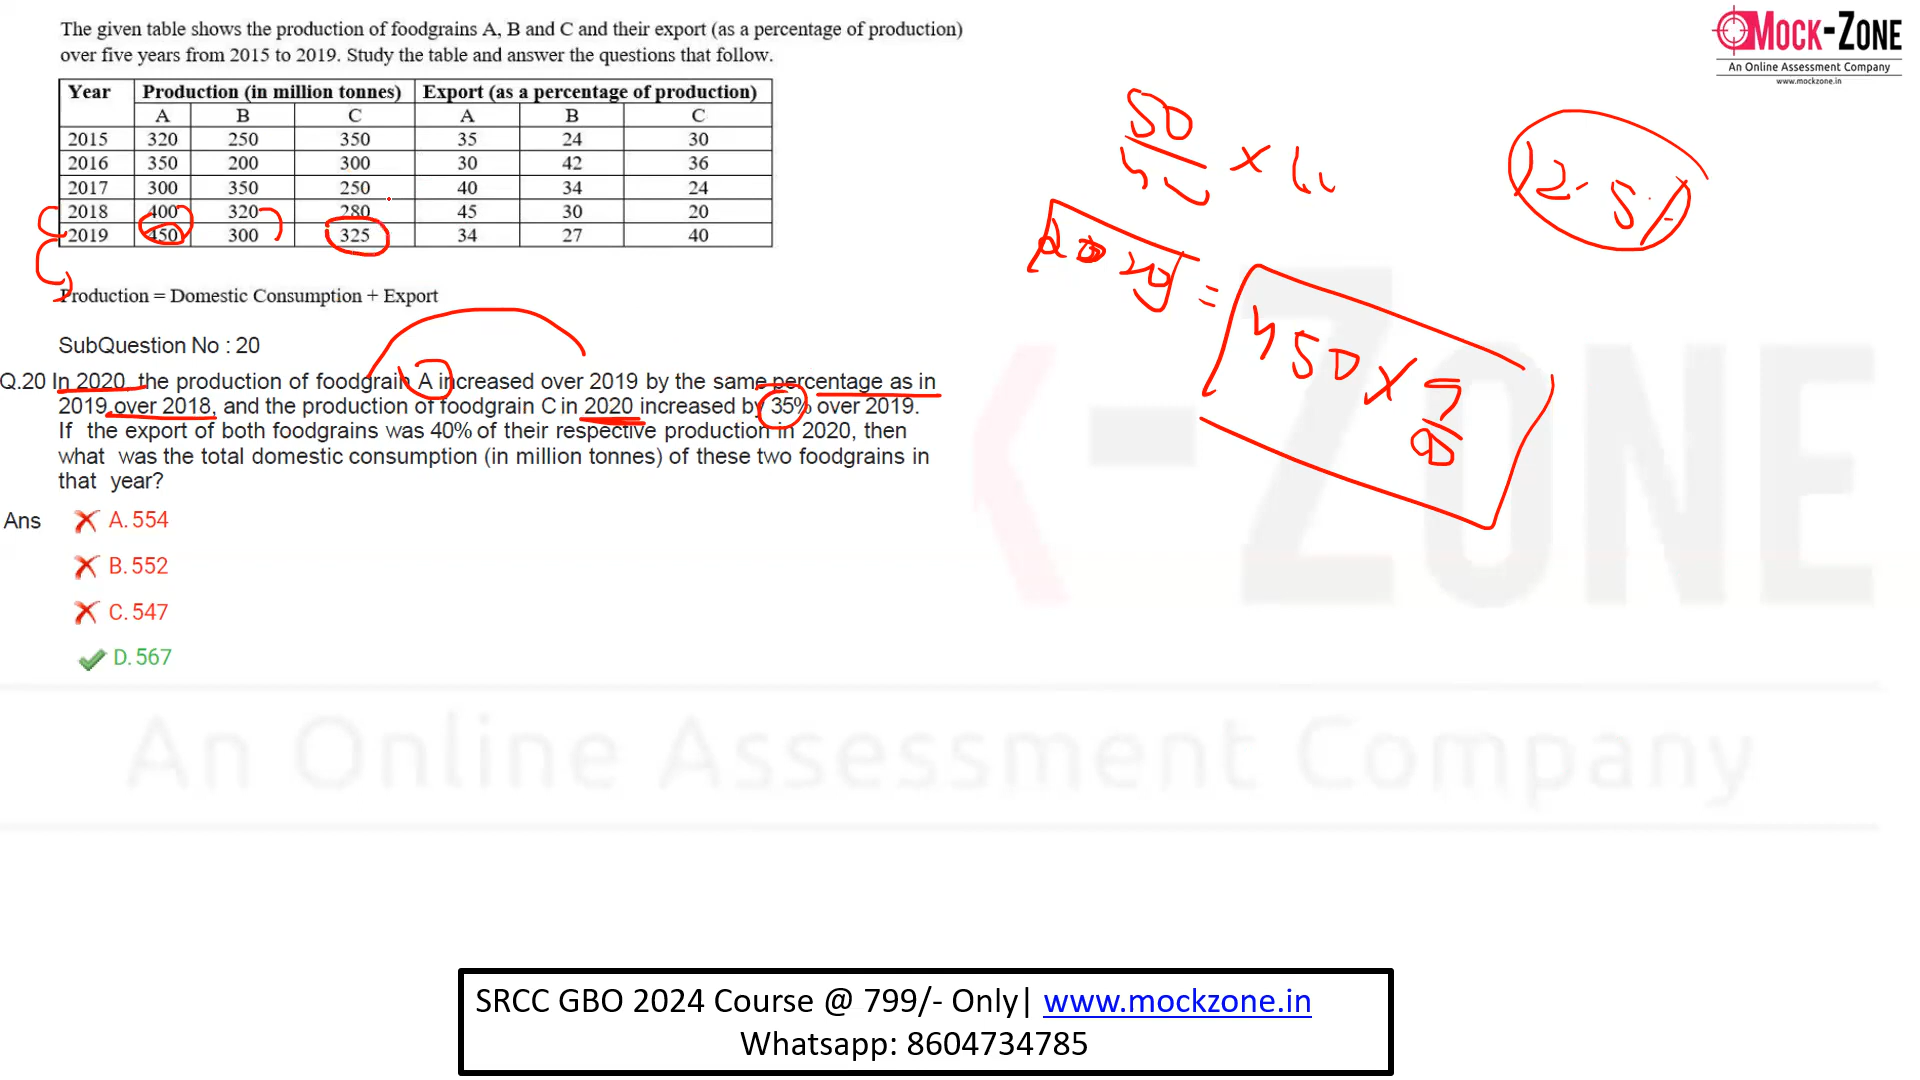 The given table shows the production of foodgrains A, B and C and their export (as a percentage of production)
over five years from 2015 to 2019. Study the table and answer the questions that follow.
Year Production (in million tonnes) Export (as a percentage of production)
A B C A B C
2015 320 250 350 35 24 30
2016 350 200 300 30 42 36
2017 300 350 250 40 34 24
2018 400 320 280 45 30 20
2019 450 300 325 34 27 40
Production = Domestic Consumption + Export
SubQuestion No : 20
Q.20 In 2020, the production of foodgrain A increased over 2019 by the same percentage as in
2019 over 2018, and the production of foodgrain C in 2020 increased by 35% over 2019.
If the export of both foodgrains was 40% of their respective production in 2020, then
what was the total domestic consumption (in million tonnes) of these two foodgrains in
that year?
Ans A. 554
B. 552
C. 547
D. 567
MOCK-ZONE
An Online Assessment Company
www.mockzone.in
50
12.5%
450 ×
K-ZONE
An Online Assessment Company
SRCC GBO 2024 Course @ 799/- Only| www.mockzone.in
Whatsapp: 8604734785